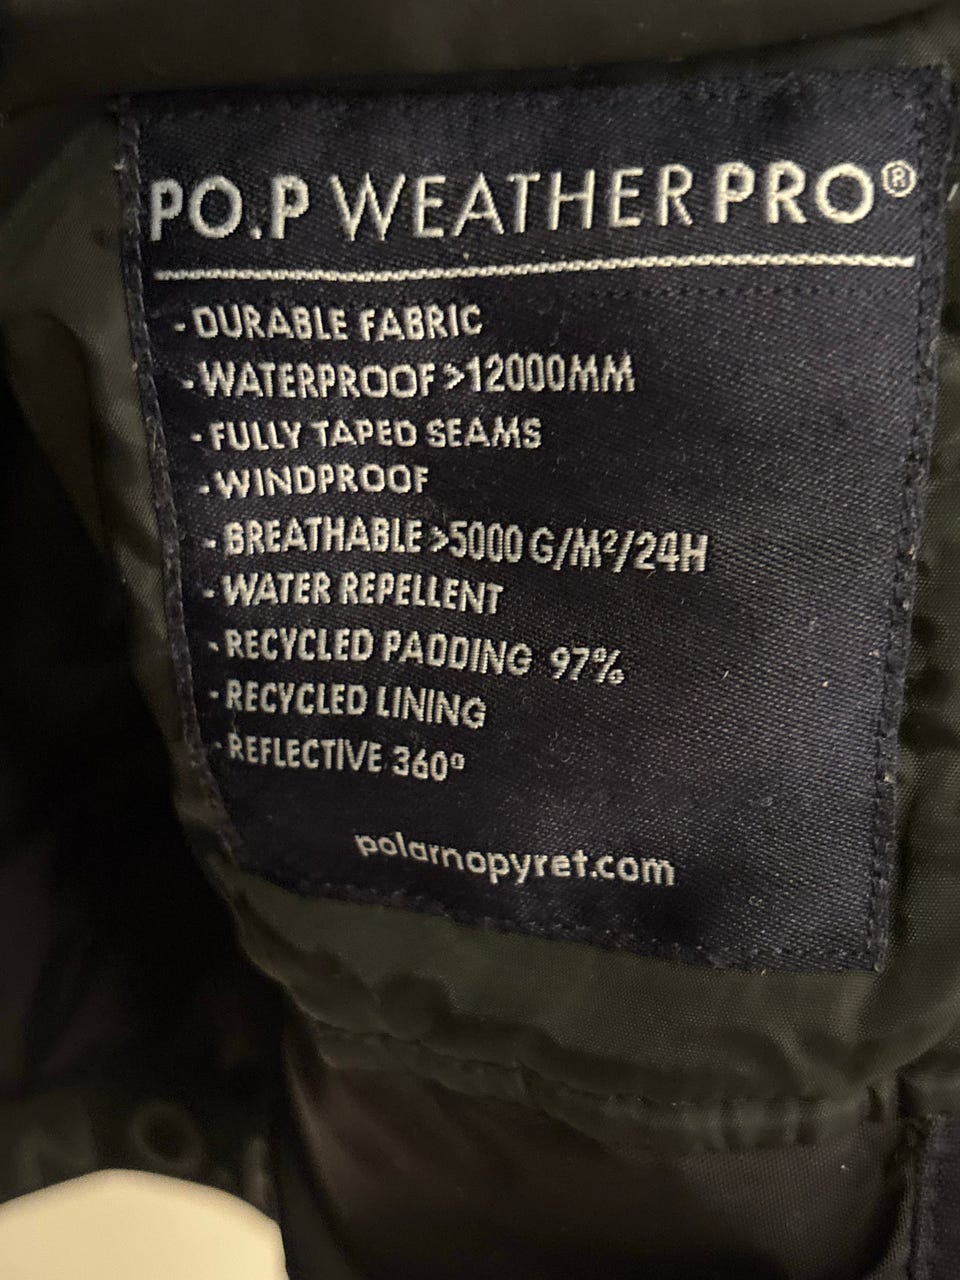 PO.P WEATHERPRO®
- DURABLE FABRIC
- WATERPROOF >12000MM
- FULLY TAPED SEAMS
- WINDPROOF
- BREATHABLE >5000 G/M²/24H
- WATER REPELLENT
- RECYCLED PADDING 97%
- RECYCLED LINING
- REFLECTIVE 360°
polarnopyret.com